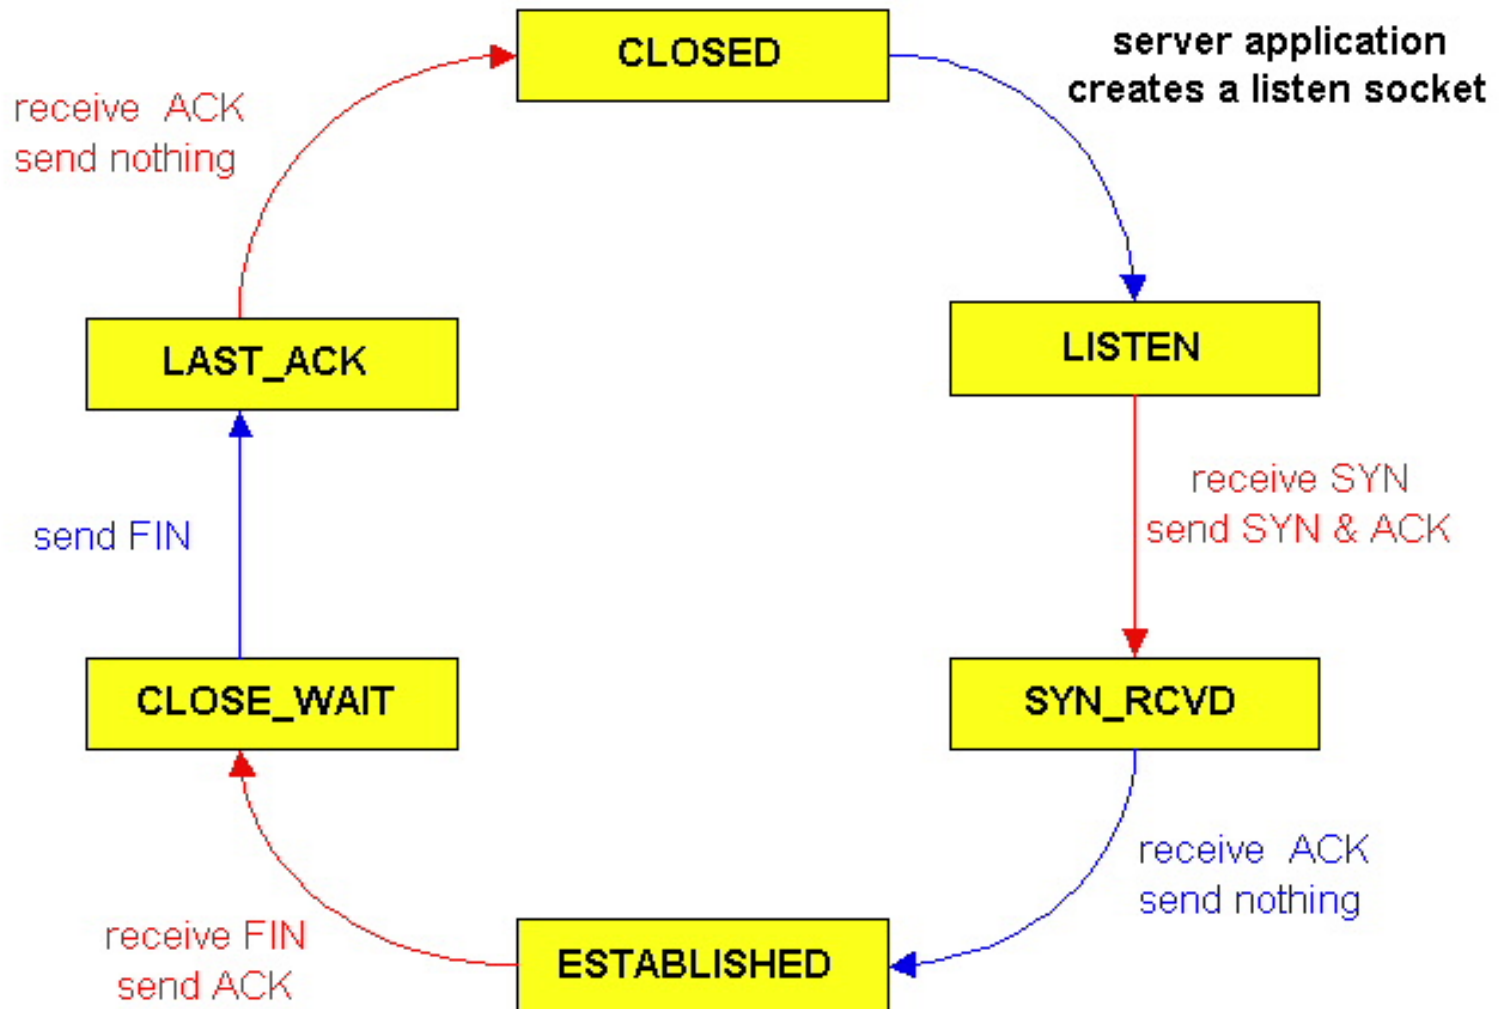 CLOSED
server application
creates a listen socket
receive ACK
send nothing
LAST_ACK
LISTEN
receive SYN
send SYN & ACK
send FIN
CLOSE_WAIT
SYN_RCVD
receive ACK
send nothing
receive FIN
send ACK
ESTABLISHED